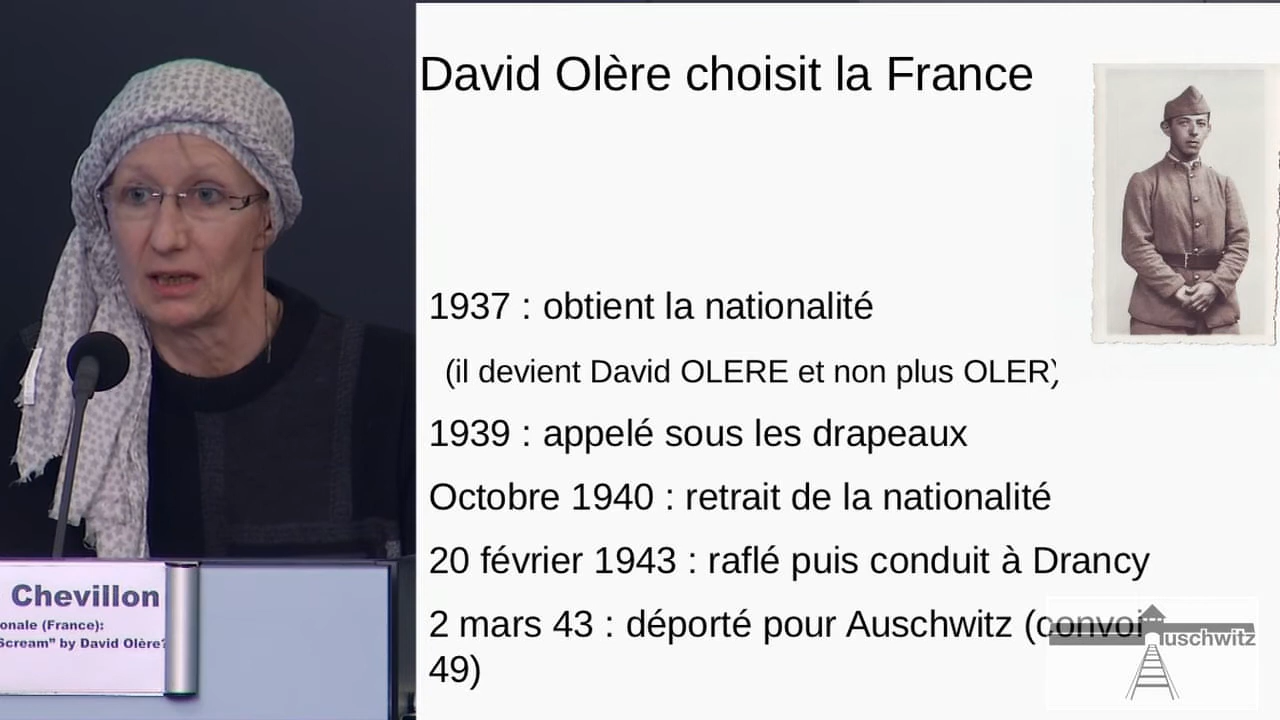 David Olère choisit la France
1937 : obtient la nationalité
(il devient David OLERE et non plus OLER)
1939 : appelé sous les drapeaux
Octobre 1940 : retrait de la nationalité
20 février 1943 : raflé puis conduit à Drancy
2 mars 43 : déporté pour Auschwitz (convoi
49)
uschwitz
Chevillon
onale (France):
Scream” by David Olère?